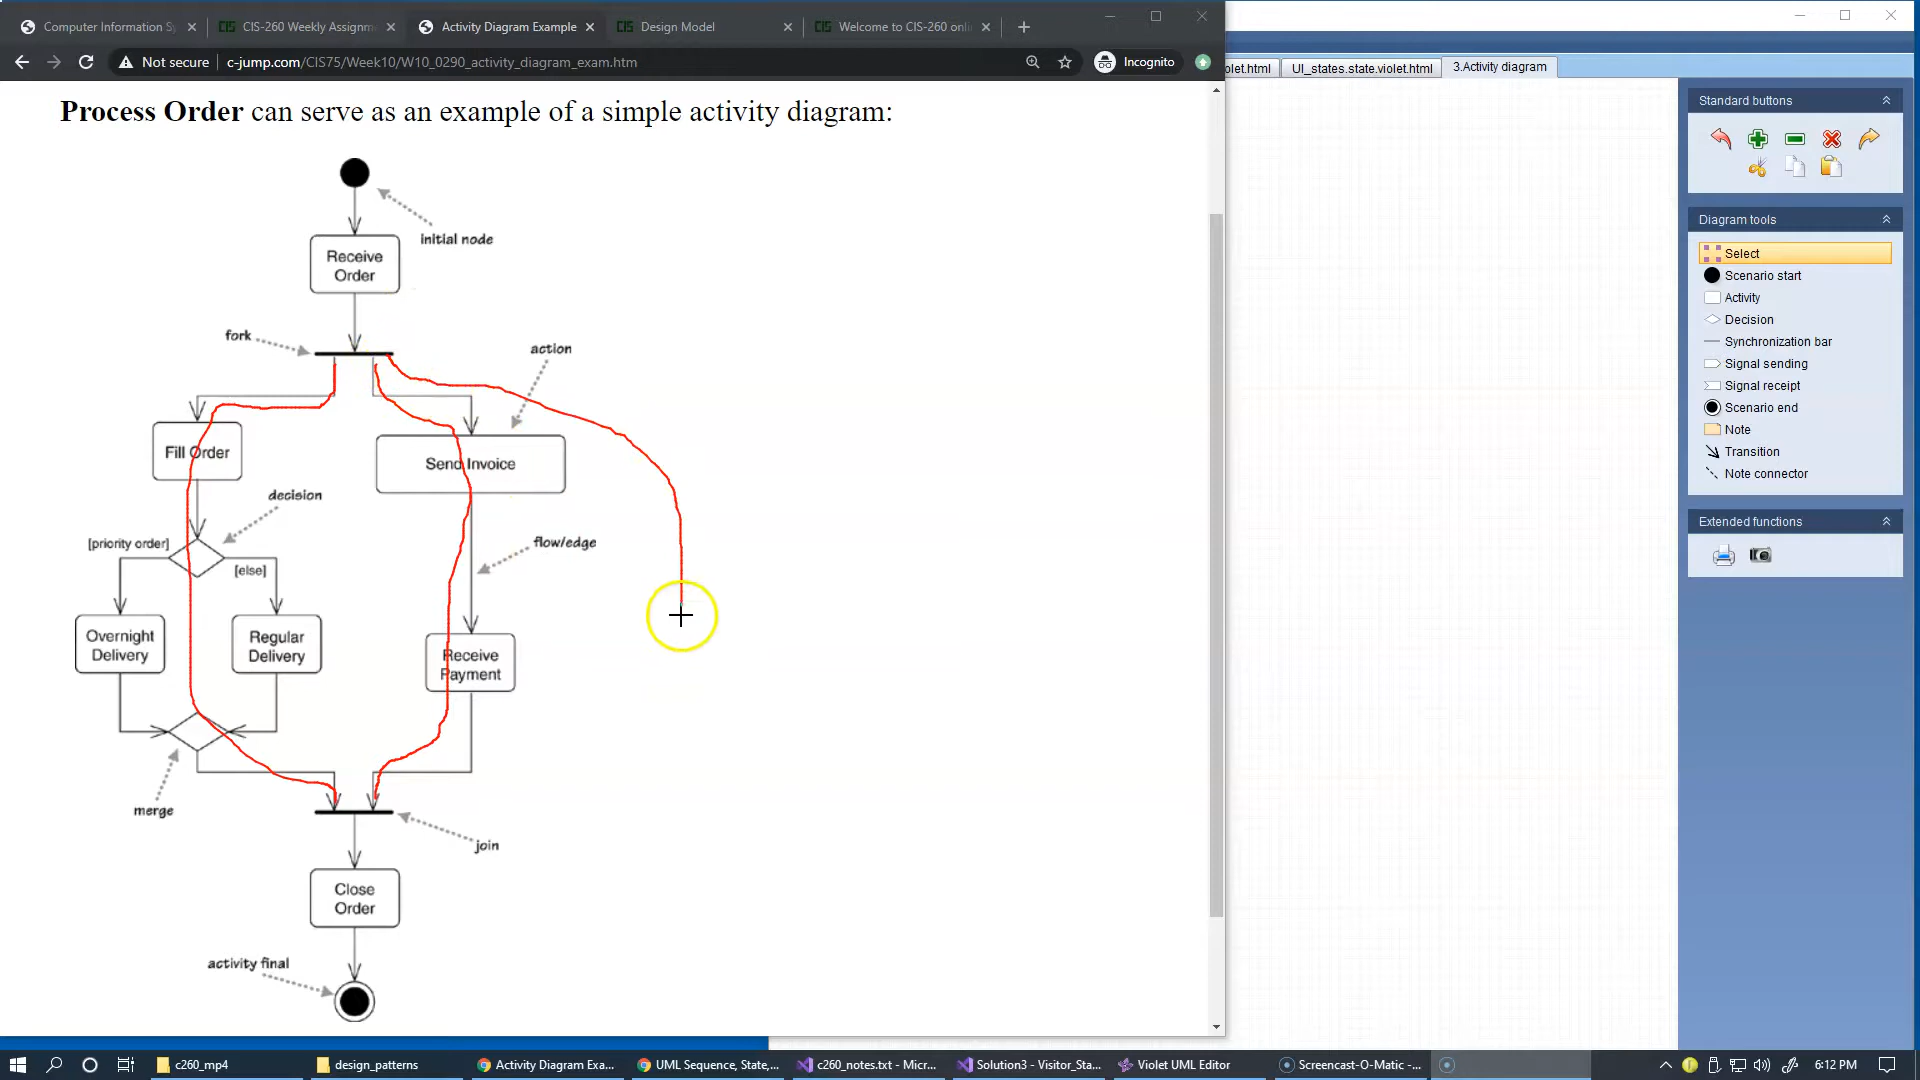 Computer Information Sy
CIS-260 Weekly Assignm
Activity Diagram Example
Design Model
Welcome to CIS-260 onli
Not secure
c-jump.com/CIS75/Week10/W10_0290_activity_diagram_exam.htm
Incognito
olet.html
UI_states.state.violet.html
3.Activity diagram
Process Order can serve as an example of a simple activity diagram:
initial node
Receive
Order
fork
action
Fill Order
Send Invoice
decision
[priority order]
[else]
flow/edge
Overnight
Delivery
Regular
Delivery
Receive
Payment
merge
join
Close
Order
activity final
Standard buttons
Diagram tools
Select
Scenario start
Activity
Decision
Synchronization bar
Signal sending
Signal receipt
Scenario end
Note
Transition
Note connector
Extended functions
c260_mp4
design_patterns
Activity Diagram Exa...
UML Sequence, State,...
c260_notes.txt - Micr...
Solution3 - Visitor_Sta...
Violet UML Editor
Screencast-O-Matic -...
6:12 PM